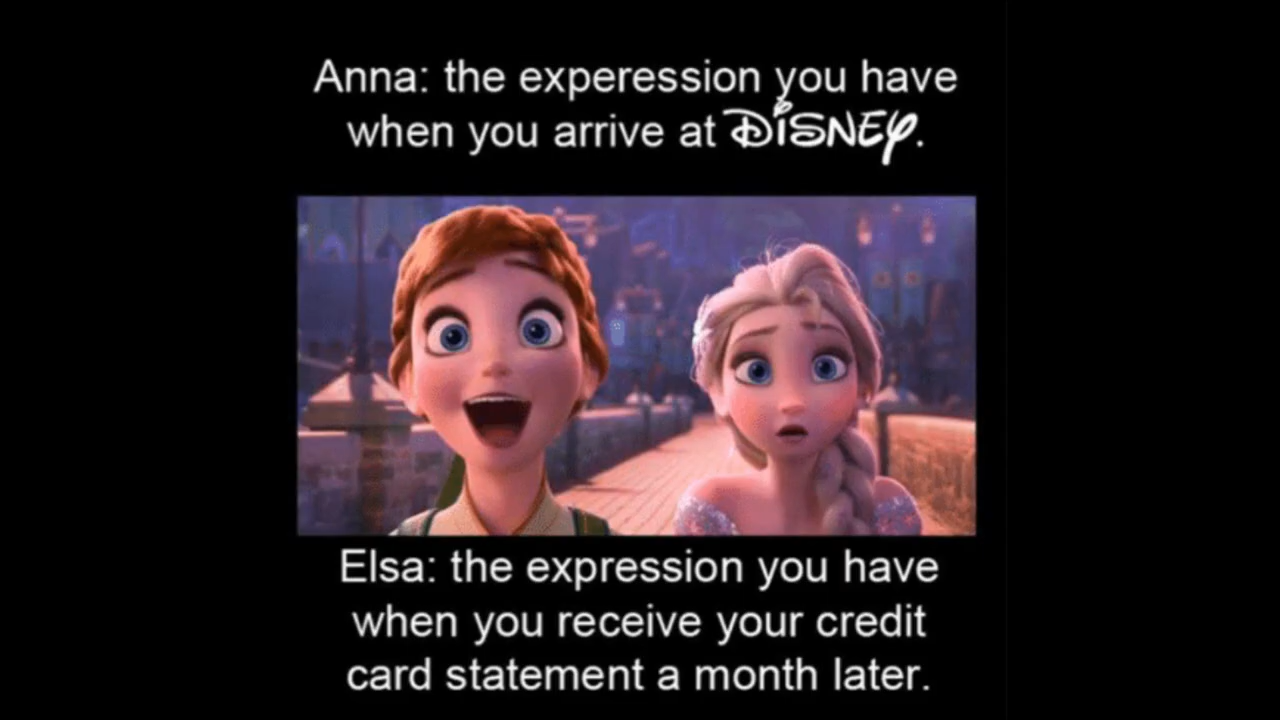 Anna: the experession you have
when you arrive at DISNEY.
Elsa: the expression you have
when you receive your credit
card statement a month later.